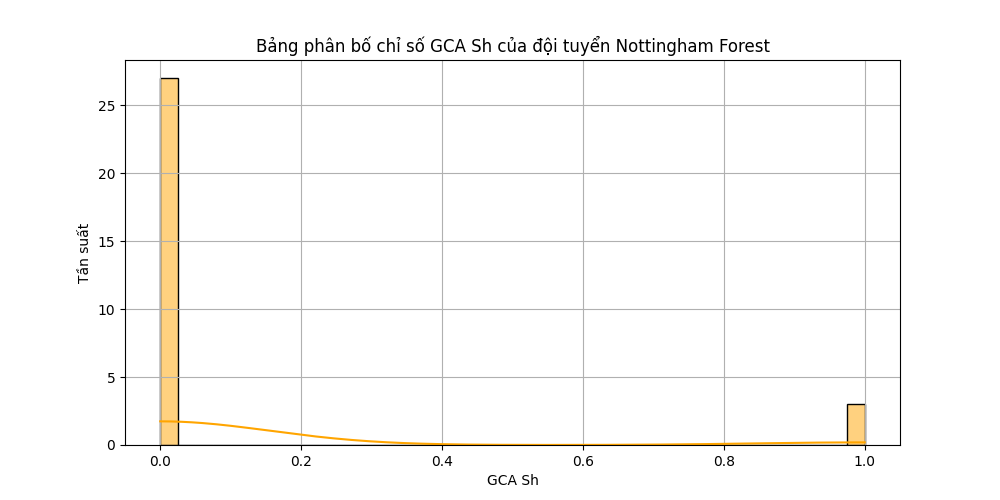 Bảng phân bố chỉ số GCA Sh của đội tuyển Nottingham Forest
Tần suất
25
20
15
10
5
0
0.0 0.2 0.4 0.6 0.8 1.0
GCA Sh